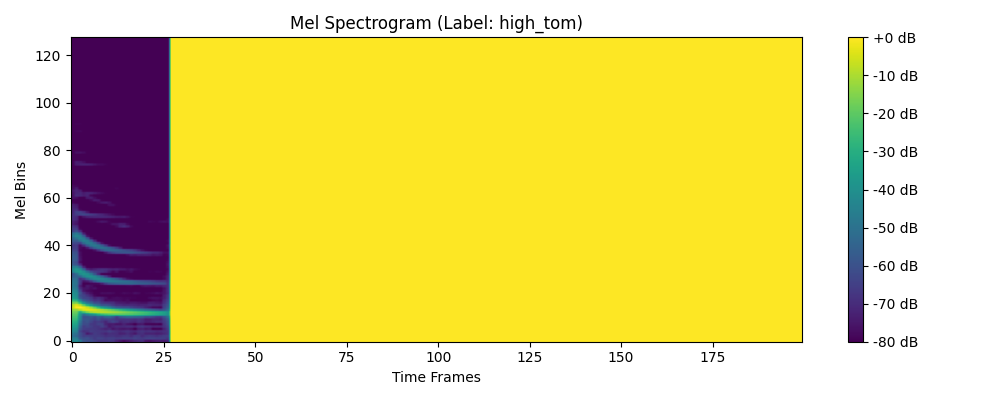 Mel Spectrogram (Label: high_tom)
Mel Bins
120
100
80
60
40
20
0
0 25 50 75 100 125 150 175
Time Frames
+0 dB
-10 dB
-20 dB
-30 dB
-40 dB
-50 dB
-60 dB
-70 dB
-80 dB